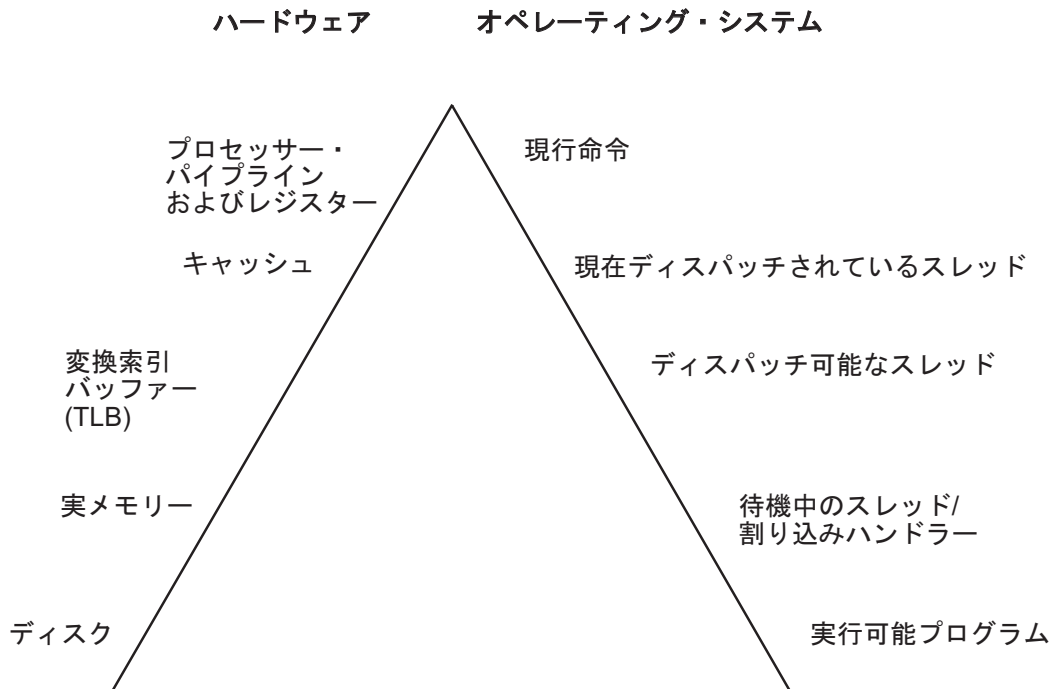 ハードウェア
オペレーティング・システム
プロセッサー・
パイプライン
およびレジスター
現行命令
キャッシュ
現在ディスパッチされているスレッド
変換索引
バッファー
(TLB)
ディスパッチ可能なスレッド
実メモリー
待機中のスレッド/
割り込みハンドラー
ディスク
実行可能プログラム